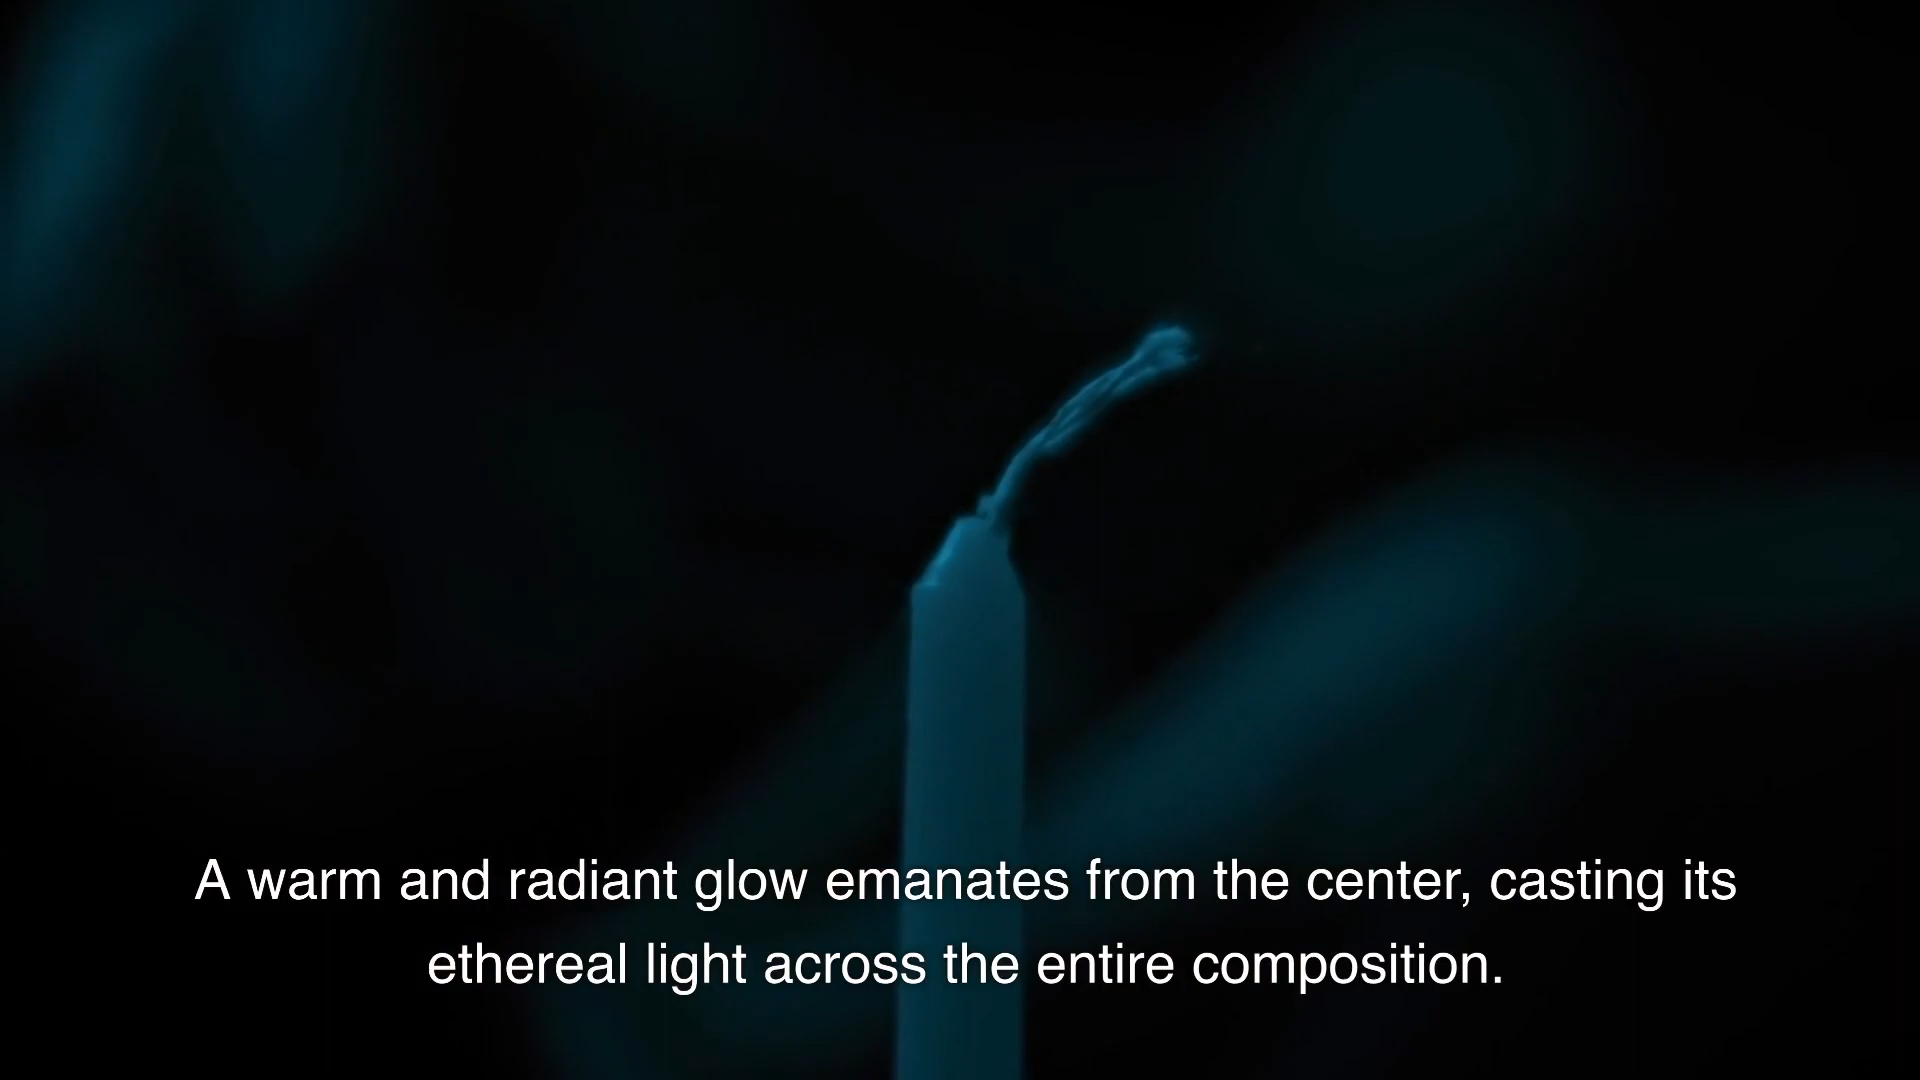 A warm and radiant glow emanates from the center, casting its
ethereal light across the entire composition.